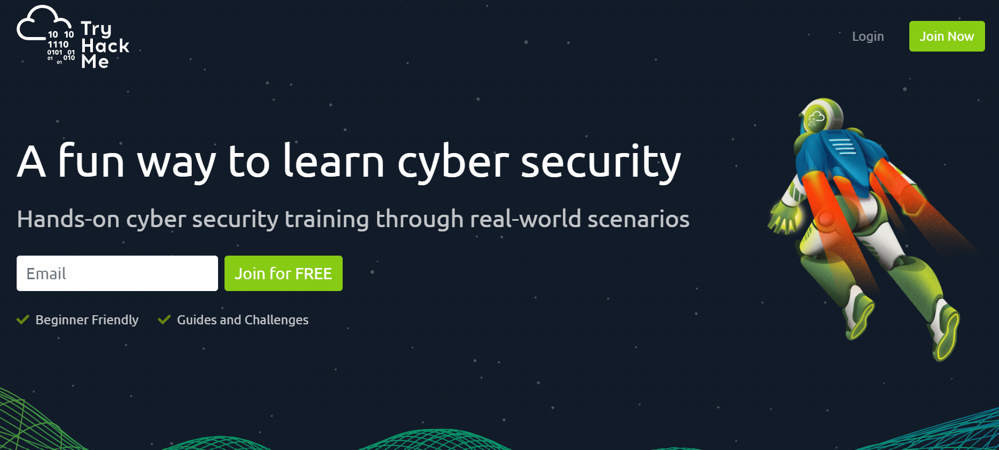 Try
10 10
Hack
1110
0101 01
Me
01 010
01
Login
Join Now
A fun way to learn cyber security
Hands-on cyber security training through real-world scenarios
Email
Join for FREE
Beginner Friendly
Guides and Challenges